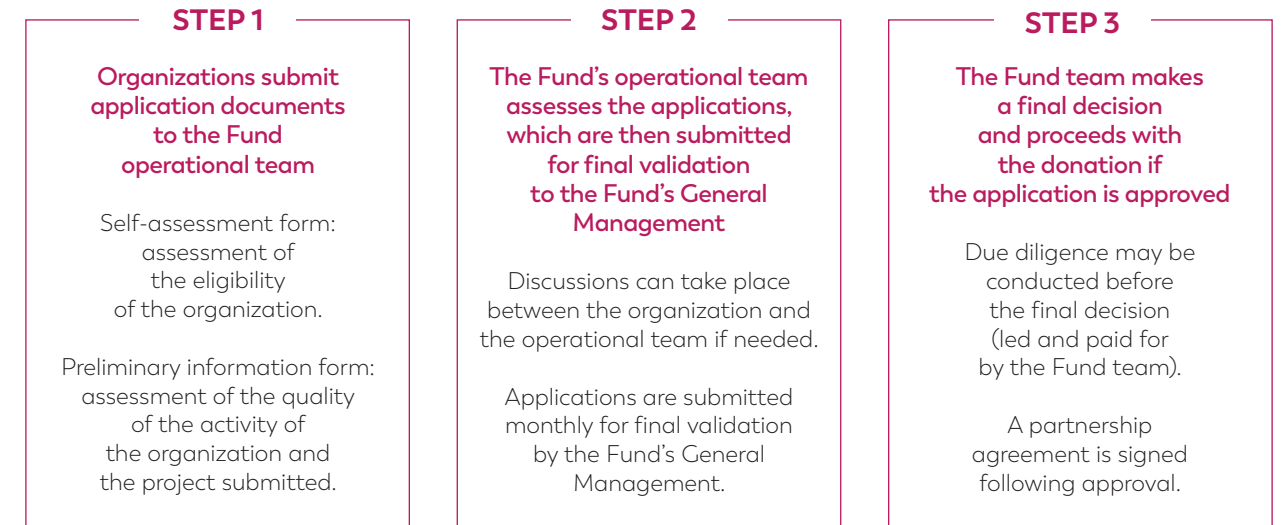 STEP 1
Organizations submit
application documents
to the Fund
operational team
Self-assessment form:
assessment of
the eligibility
of the organization.
Preliminary information form:
assessment of the quality
of the activity of
the organization and
the project submitted.
STEP 2
The Fund’s operational team
assesses the applications,
which are then submitted
for final validation
to the Fund’s General
Management
Discussions can take place
between the organization and
the operational team if needed.
Applications are submitted
monthly for final validation
by the Fund’s General
Management.
STEP 3
The Fund team makes
a final decision
and proceeds with
the donation if
the application is approved
Due diligence may be
conducted before
the final decision
(led and paid for
by the Fund team).
A partnership
agreement is signed
following approval.